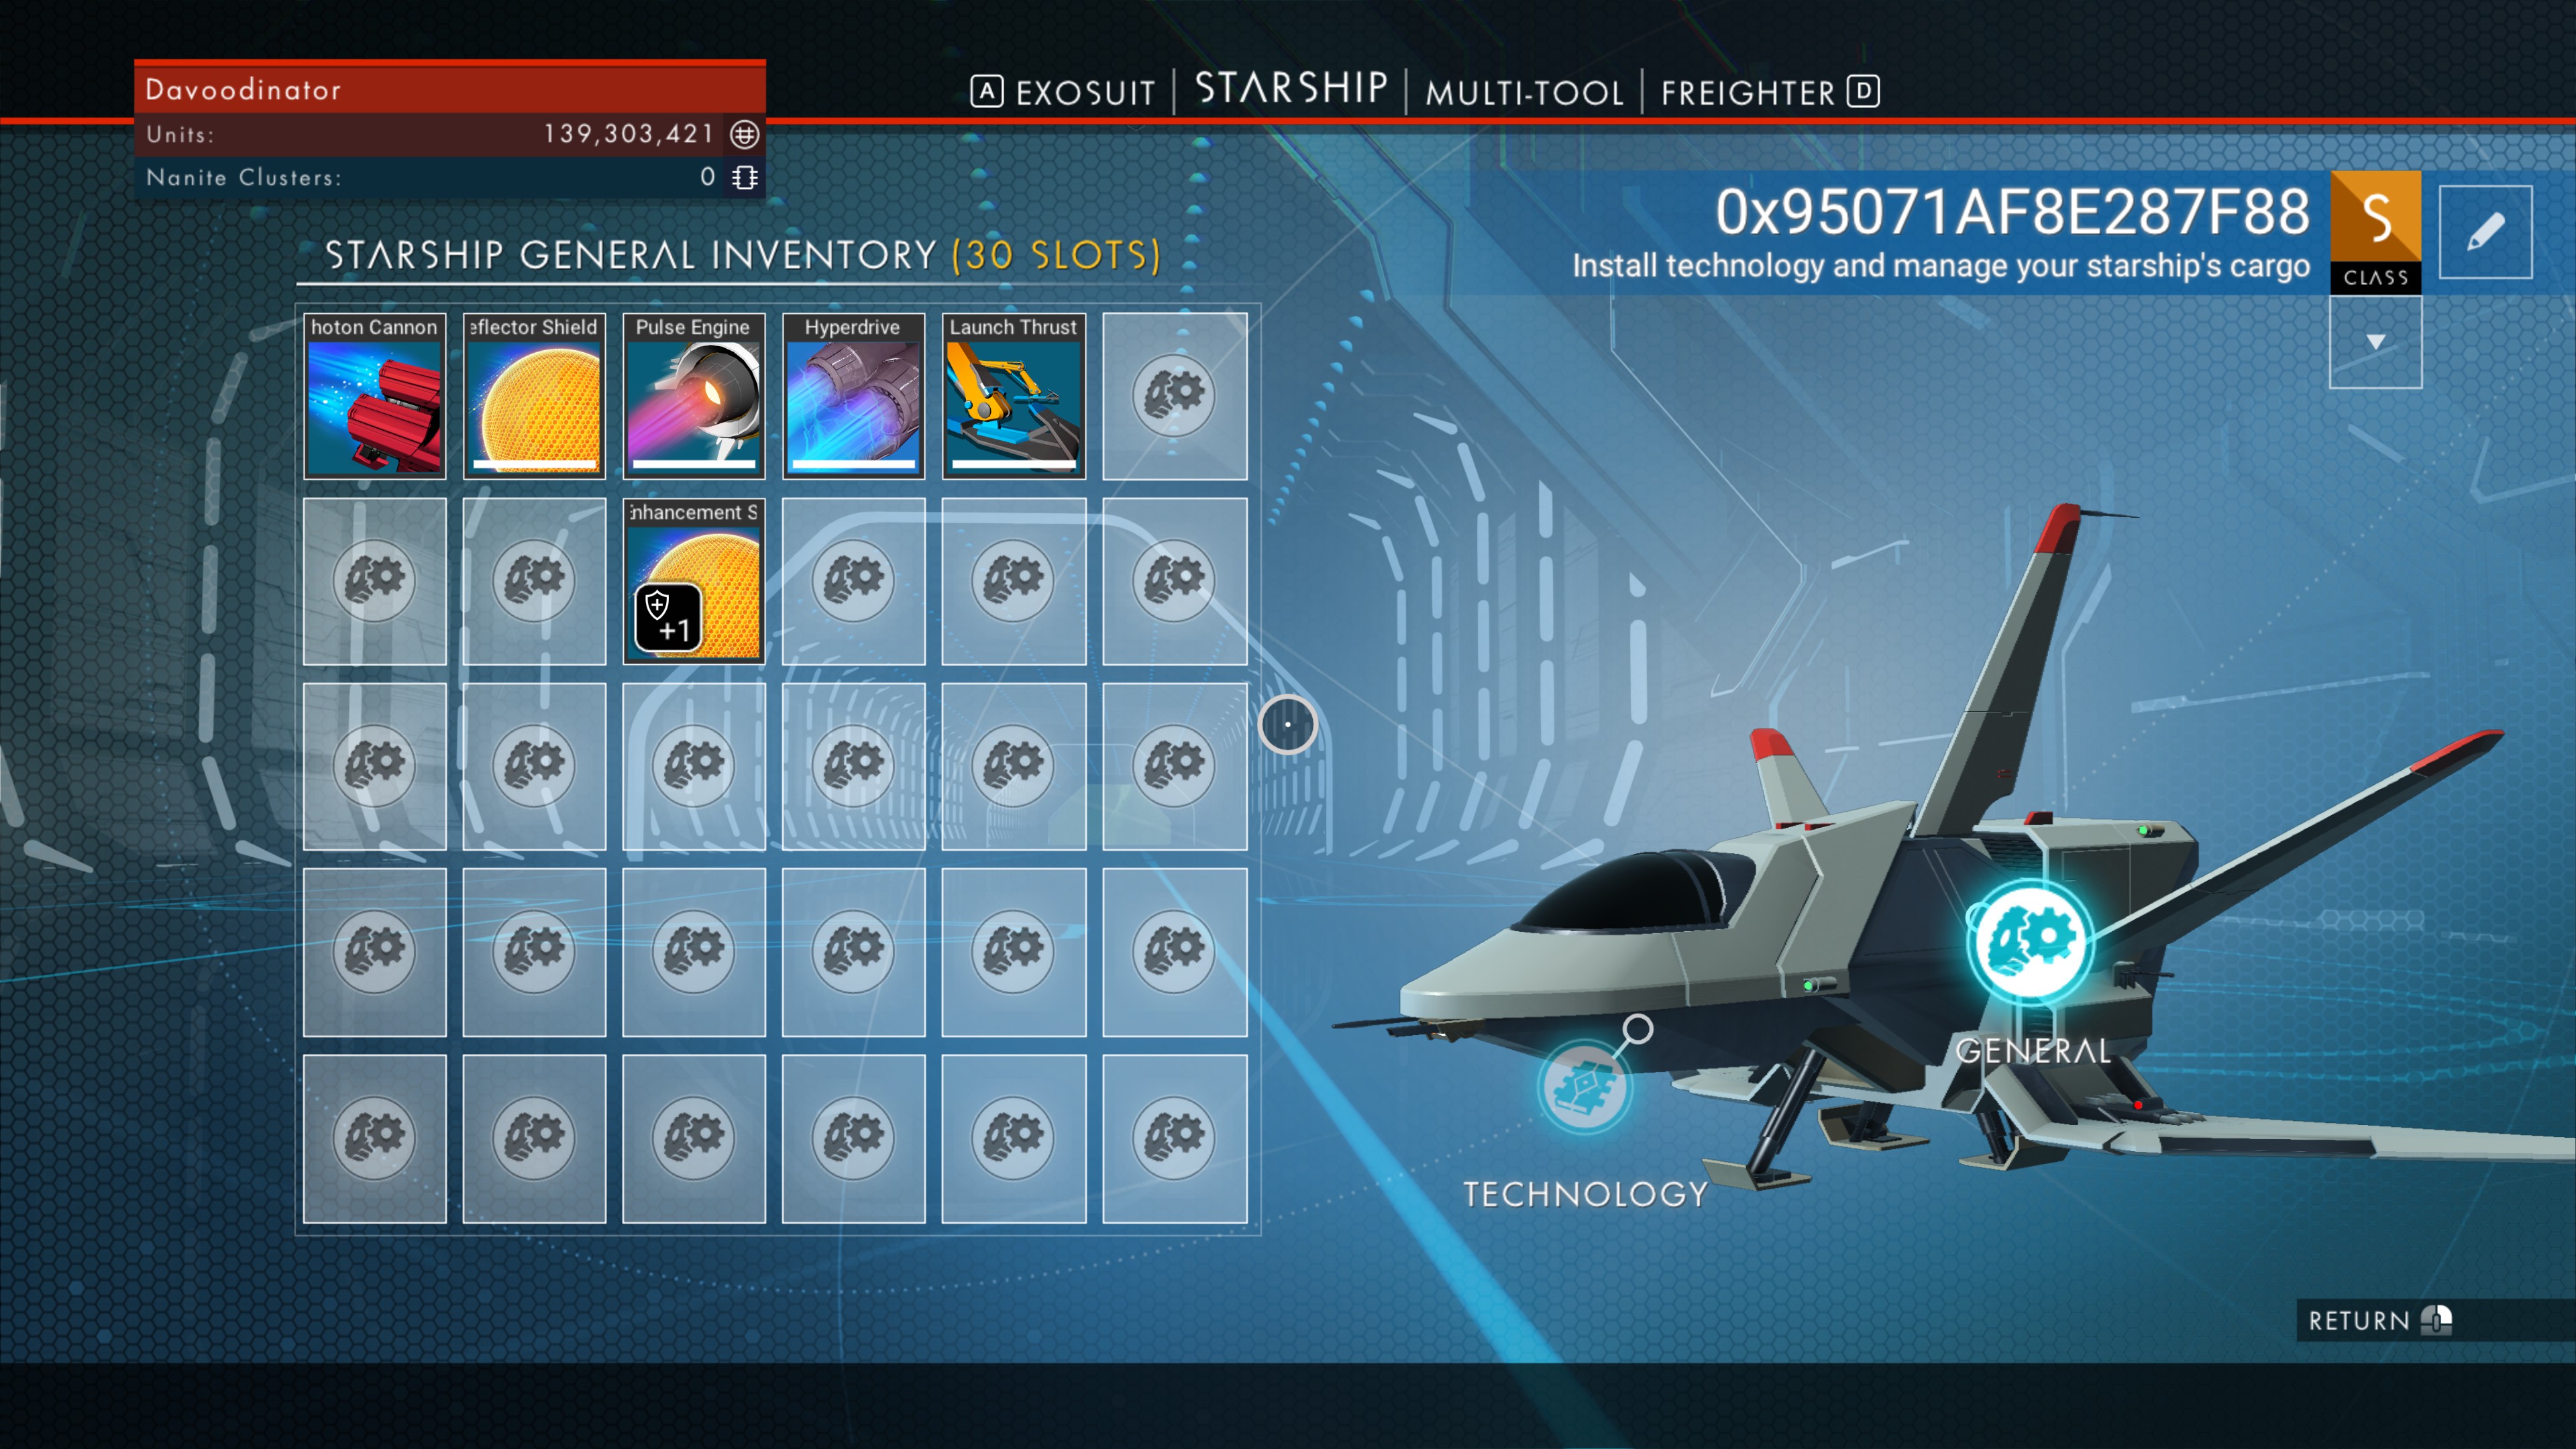 Davoodinator
Units: 139,303,421
Nanite Clusters: 0
A EXOSUIT STARSHIP MULTI-TOOL FREIGHTER D
0x95071AF8E287F88
Install technology and manage your starship's cargo
S
CLASS
STARSHIP GENERAL INVENTORY (30 SLOTS)
hoton Cannon eflector Shield Pulse Engine Hyperdrive Launch Thrust
nhancement S
+1
GENERAL
TECHNOLOGY
RETURN